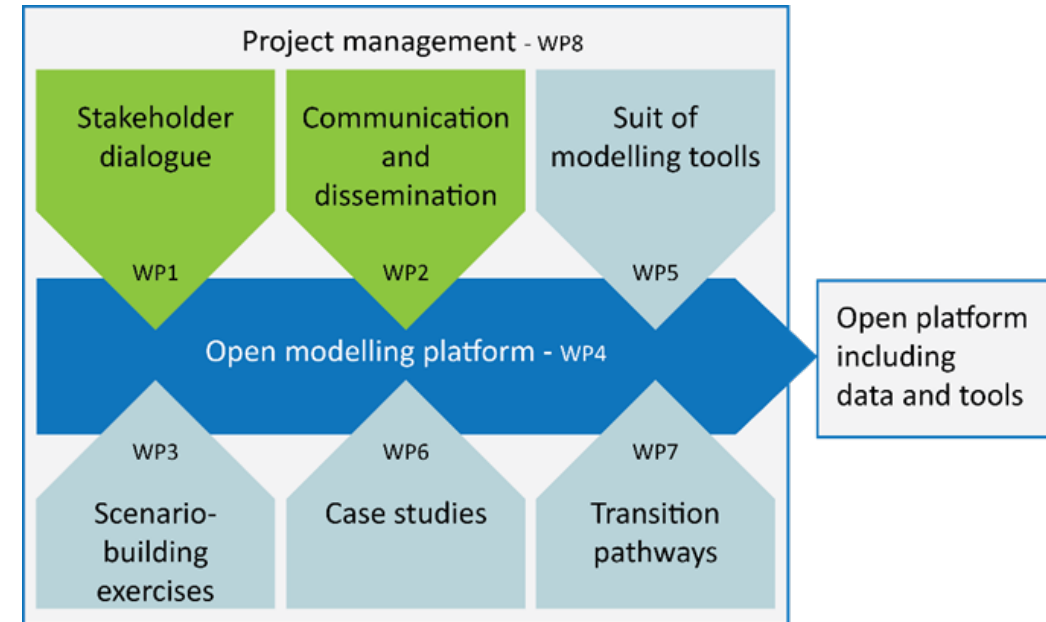 Project management - WP8
Stakeholder
dialogue
WP1
Communication
and
dissemination
WP2
Suit of
modelling toolls
WP5
Open modelling platform - WP4
Open platform
including
data and tools
WP3
Scenario-
building
exercises
WP6
Case studies
WP7
Transition
pathways